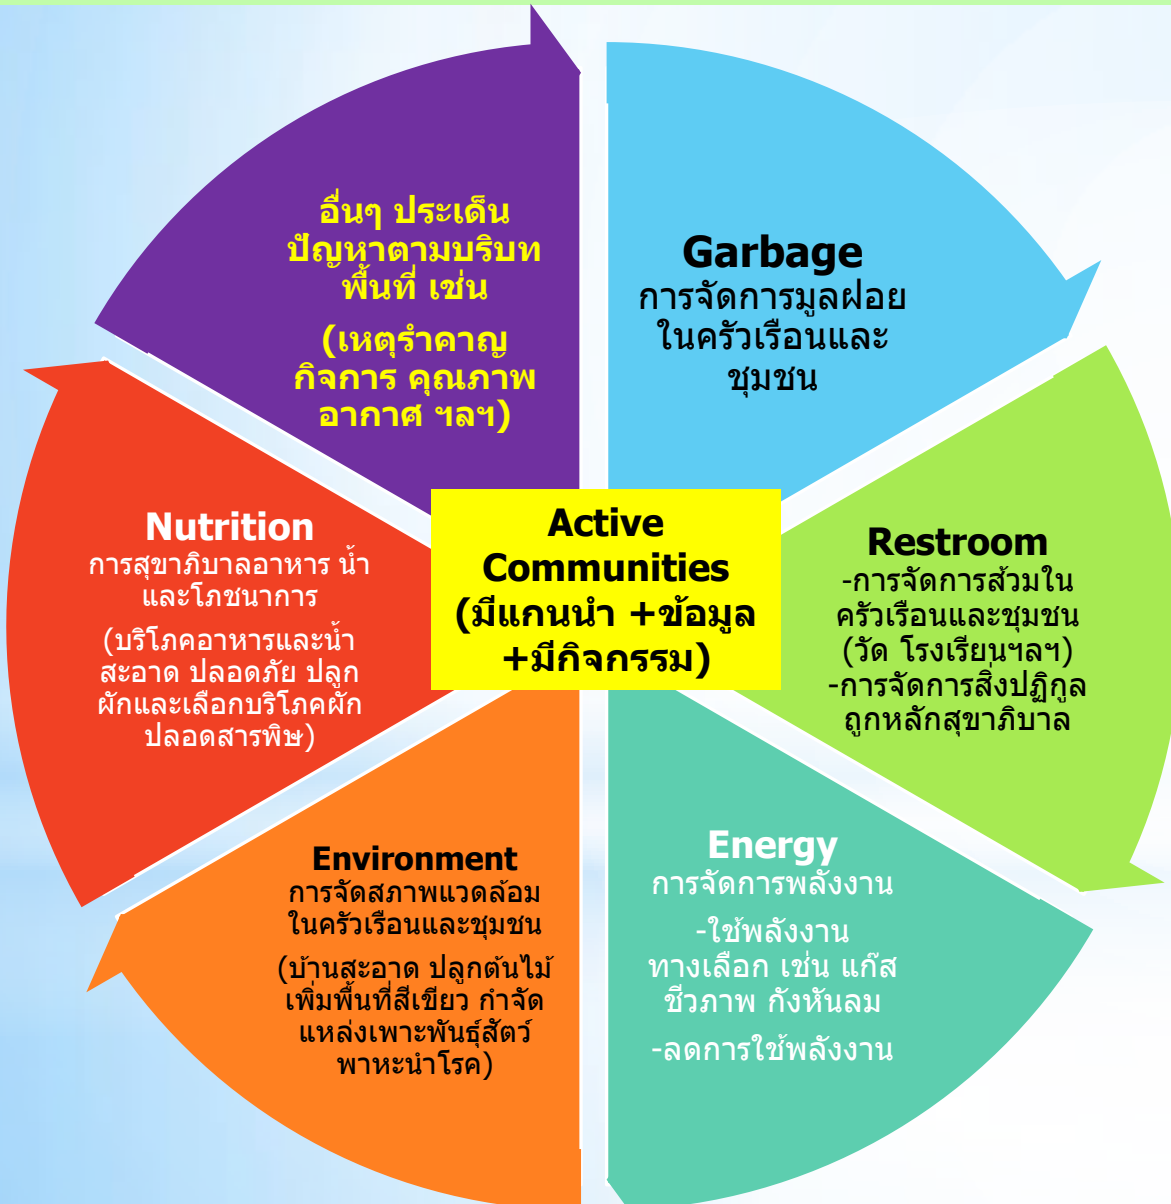 Garbage
การจัดการมูลฝอย
ในครัวเรือนและ
ชุมชน
Restroom
-การจัดการส้วมใน
ครัวเรือนและชุมชน
(วัด โรงเรียนฯลฯ)
-การจัดการสิ่งปฏิกูล
ถูกหลักสุขาภิบาล
Energy
การจัดการพลังงาน
-ใช้พลังงาน
ทางเลือก เช่น แก๊ส
ชีวภาพ กังหันลม
-ลดการใช้พลังงาน
Environment
การจัดสภาพแวดล้อม
ในครัวเรือนและชุมชน
(บ้านสะอาด ปลูกต้นไม้
เพิ่มพื้นที่สีเขียว กำจัด
แหล่งเพาะพันธุ์สัตว์
พาหะนำโรค)
Nutrition
การสุขาภิบาลอาหาร น้ำ
และโภชนาการ
(บริโภคอาหารและน้ำ
สะอาด ปลอดภัย ปลูก
ผักและเลือกบริโภคผัก
ปลอดสารพิษ)
อื่นๆ ประเด็น
ปัญหาตามบริบท
พื้นที่ เช่น
(เหตุรำคาญ
กิจการ คุณภาพ
อากาศ ฯลฯ)
Active
Communities
(มีแกนนำ +ข้อมูล
+มีกิจกรรม)